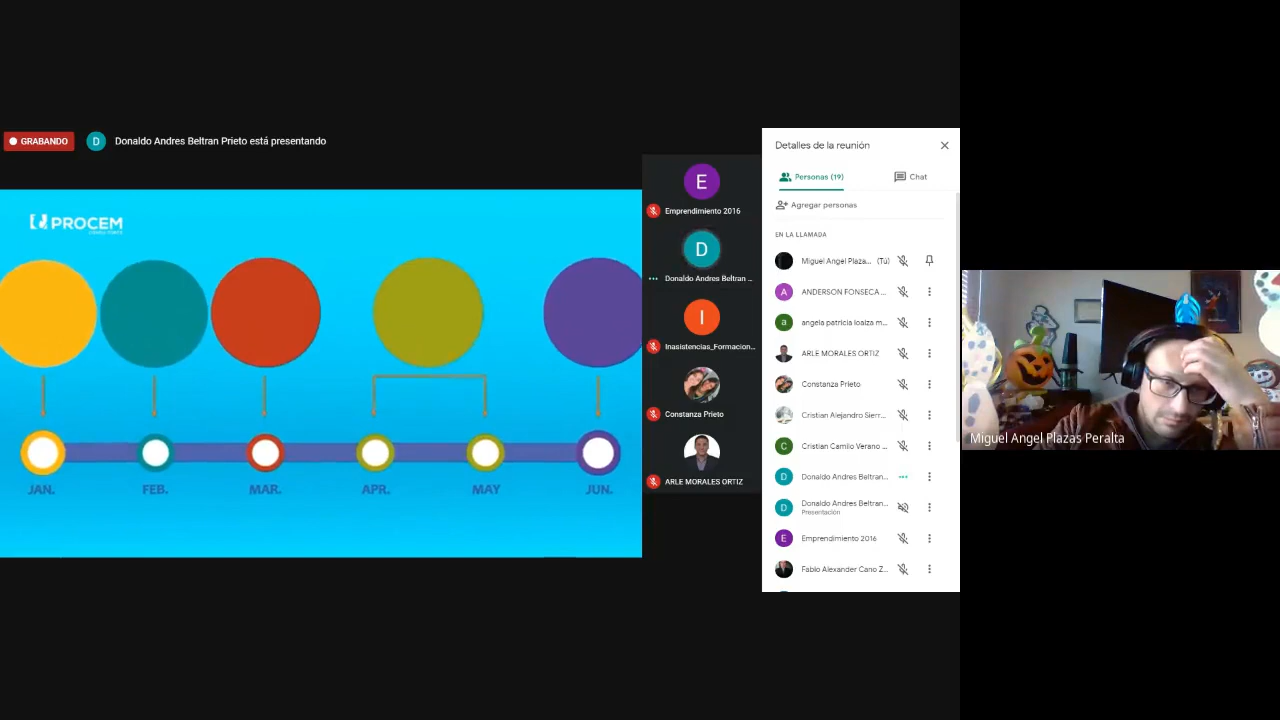 GRABANDO
D
Donaldo Andres Beltran Prieto está presentando
PROCEM
JAN.
FEB.
MAR.
APR.
MAY
JUN.
E
Emprendimiento 2016
D
Donaldo Andres Beltran ...
I
Inasistencias_Formacion...
Constanza Prieto
ARLE MORALES ORTIZ
Detalles de la reunión
Personas (19)
Chat
Agregar personas
EN LA LLAMADA
Miguel Angel Plaza... (Tú)
A
ANDERSON FONSECA ...
a
angela patricia loaiza m...
ARLE MORALES ORTIZ
Constanza Prieto
Cristian Alejandro Sierr...
C
Cristian Camilo Verano ...
D
Donaldo Andres Beltran...
D
Donaldo Andres Beltran...
Presentación
E
Emprendimiento 2016
Fabio Alexander Cano Z...
Miguel Angel Plazas Peralta